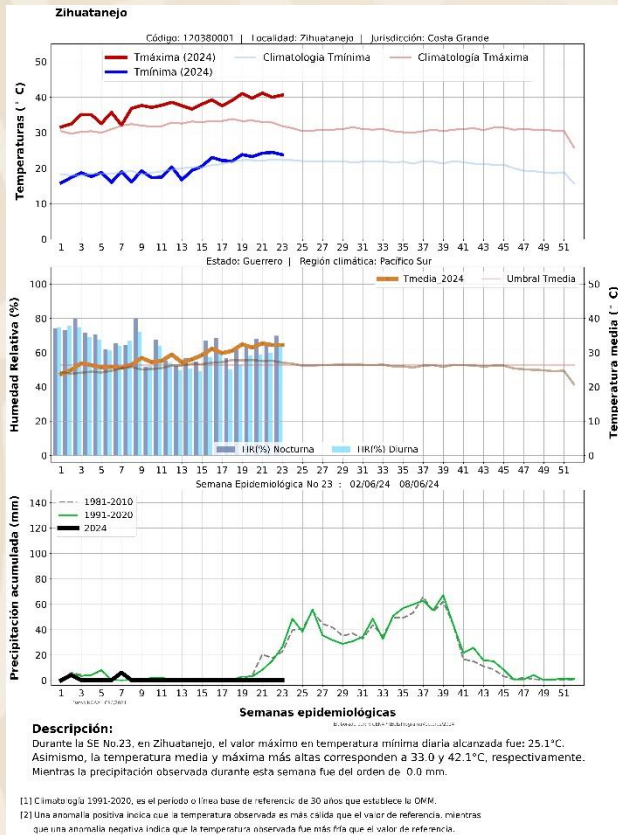 Zihuatanejo
Código: 120380001 | Localidad: Zihuatanejo | Jurisdicción: Costa Grande
Temperaturas (° C)
50
40
30
20
10
0
Tmáxima (2024)
Climatologia Tmínima
Climatología Tmáxima
Tmínima (2024)
1 3 5 7 9 11 13 15 17 19 21 23 25 27 29 31 33 35 37 39 41 43 45 47 49 51
Estado: Guerrero | Región climática: Pacífico Sur
Humedad Relativa (%)
100
80
60
40
20
0
Tmedia_2024
Umbral Tmedia
HR(%) Nocturna
HR(%) Diurna
Temperatura media (° C)
50
40
30
20
10
0
1 3 5 7 9 11 13 15 17 19 21 23 25 27 29 31 33 35 37 39 41 43 45 47 49 51
Semana Epidemiológica No 23 : 02/06/24 08/06/24
Precipitación acumulada (mm)
140
120
100
80
60
40
20
0
1981-2010
1991-2020
2024
1 3 5 7 9 11 13 15 17 19 21 23 25 27 29 31 33 35 37 39 41 43 45 47 49 51
Semanas epidemiológicas
Descripción:
Durante la SE No.23, en Zihuatanejo, el valor máximo en temperatura mínima diaria alcanzada fue: 25.1°C.
Asimismo, la temperatura media y máxima más altas corresponden a 33.0 y 42.1°C, respectivamente.
Mientras la precipitación observada durante esta semana fue del orden de 0.0 mm.
[1] Climatología 1991-2020, es el período o línea base de referencia de 30 años que establece la OMM.
[2] Una anomalía positiva indica que la temperatura observada es más cálida que el valor de referencia, mientras
que una anomalía negativa indica que la temperatura observada fue más fría que el valor de referencia.